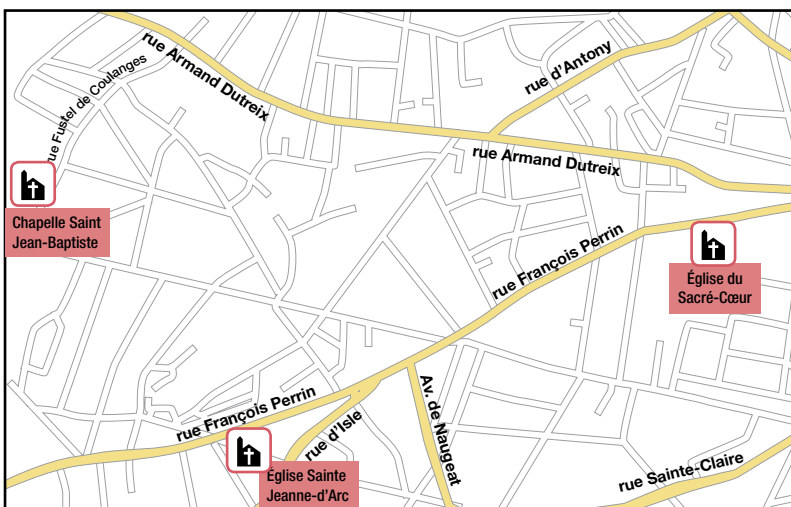 rue Armand Dutreix
rue d'Antony
rue Fustel de Coulanges
rue Armand Dutreix
Chapelle Saint
Jean-Baptiste
rue François Perrin
Église du
Sacré-Cœur
rue François Perrin
rue d'Isle
Av. de Naugeat
Église Sainte
Jeanne-d'Arc
rue Sainte-Claire